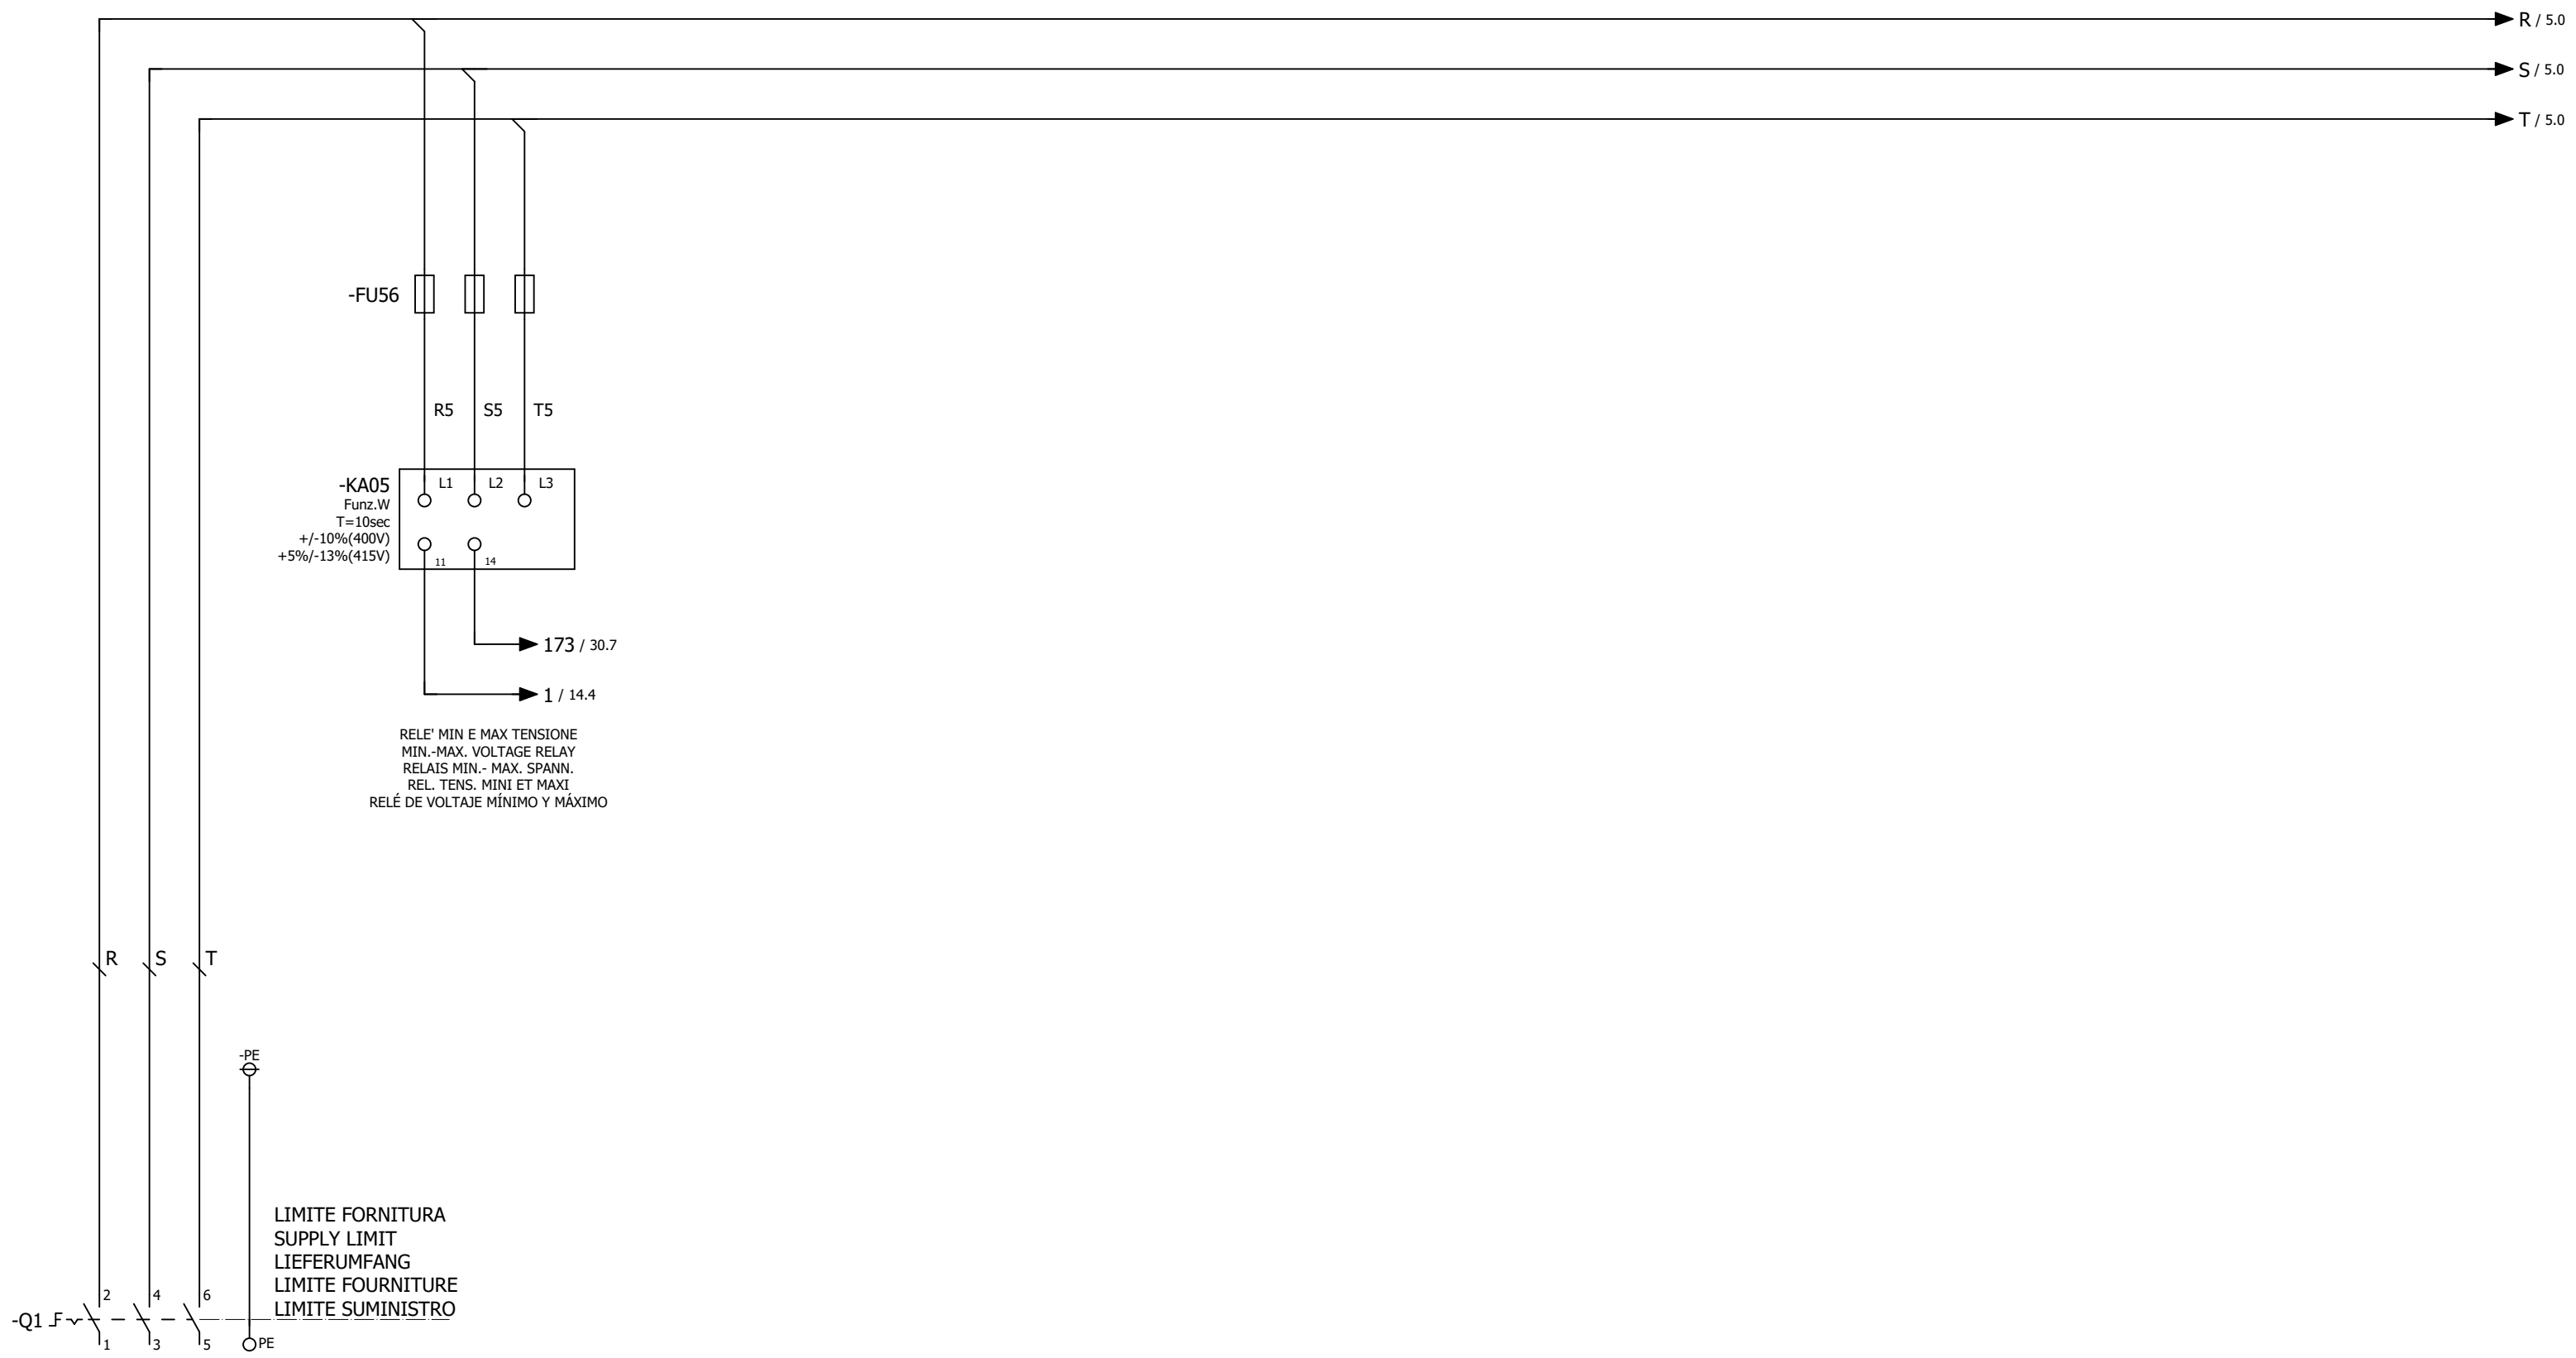 R / 5.0
S / 5.0
T / 5.0
-FU56
R5 S5 T5
-KA05
Funz.W
T=10sec
+/-10%(400V)
+5%/-13%(415V)
L1 L2 L3
11 14
173 / 30.7
1 / 14.4
RELE' MIN E MAX TENSIONE
MIN.-MAX. VOLTAGE RELAY
RELAIS MIN.- MAX. SPANN.
REL. TENS. MINI ET MAXI
RELÉ DE VOLTAJE MÍNIMO Y MÁXIMO
R S T
-PE
LIMITE FORNITURA
SUPPLY LIMIT
LIEFERUMFANG
LIMITE FOURNITURE
LIMITE SUMINISTRO
2 4 6
-Q1
1 3 5 PE